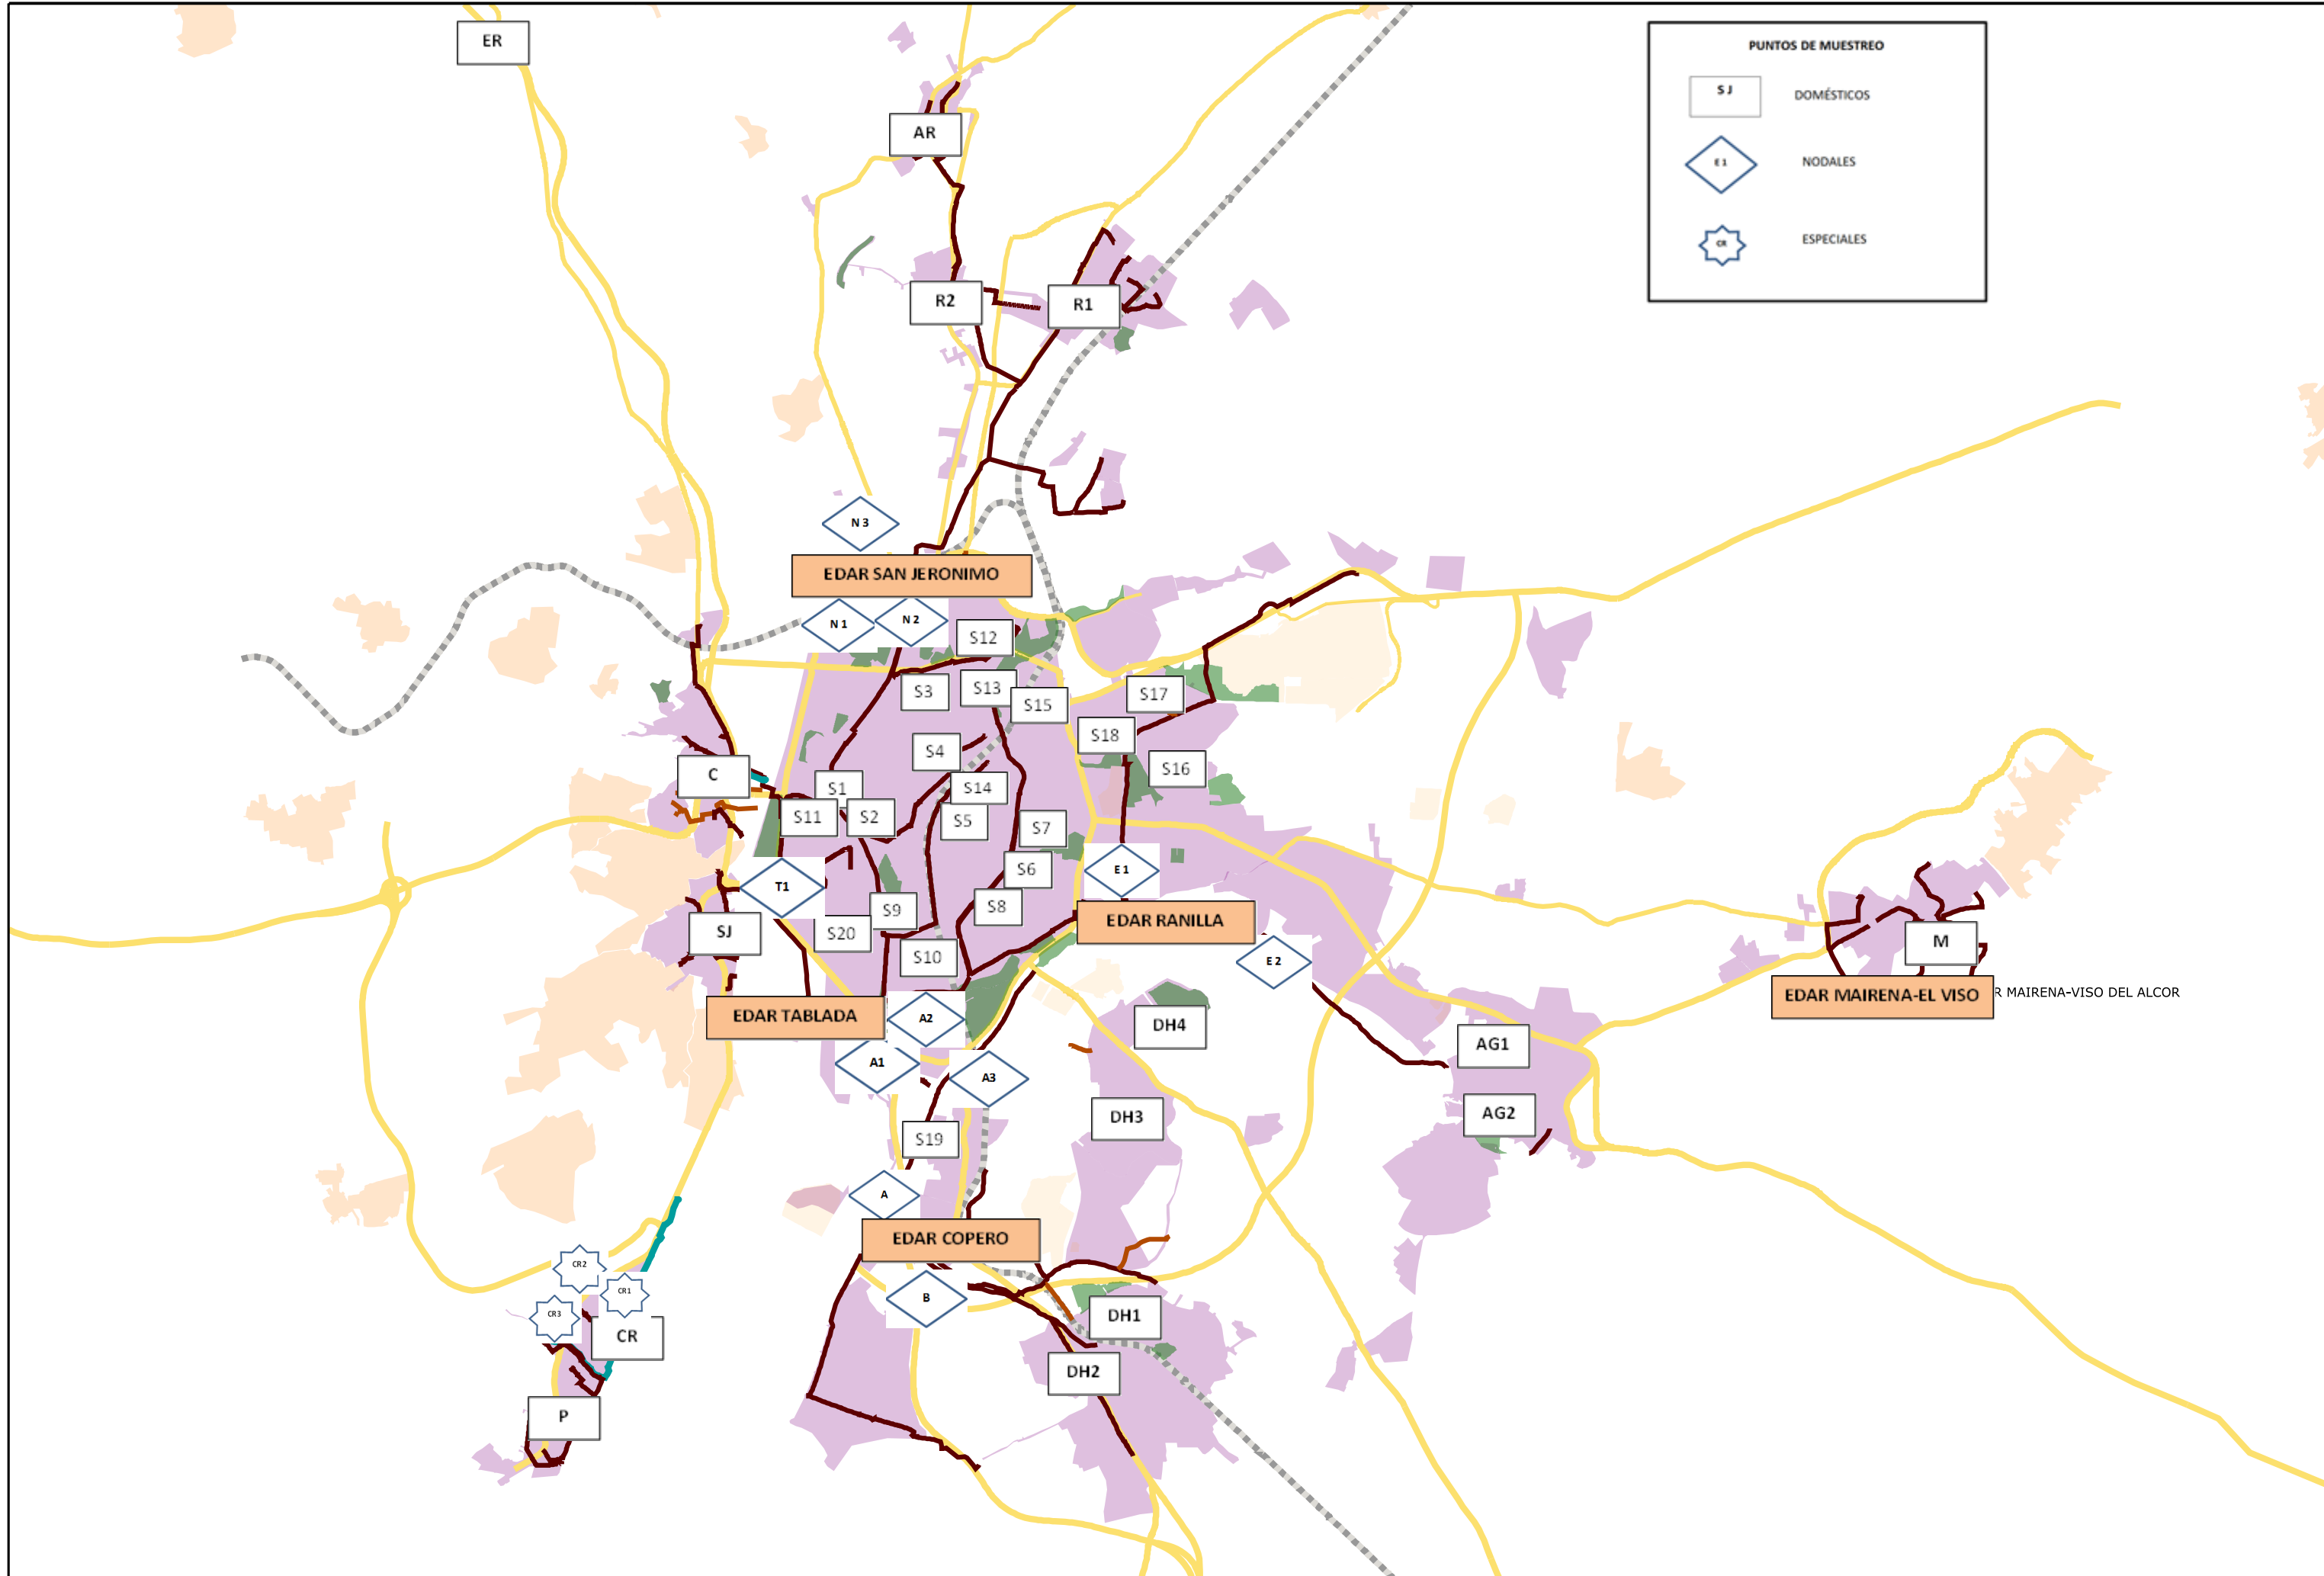 ER
PUNTOS DE MUESTREO
S J
DOMÉSTICOS
E 1
NODALES
CR
ESPECIALES
AR
R2
R1
N 3
EDAR SAN JERONIMO
N 1
N 2
S12
S3
S13
S15
S17
S18
S4
S16
C
S1
S14
S11
S2
S5
S7
S6
E 1
T1
S9
S8
EDAR RANILLA
SJ
S20
S10
E 2
M
EDAR MAIRENA-EL VISO
R MAIRENA-VISO DEL ALCOR
EDAR TABLADA
A2
DH4
AG1
A1
A3
DH3
AG2
S19
A
EDAR COPERO
CR2
CR1
B
CR3
DH1
CR
DH2
P